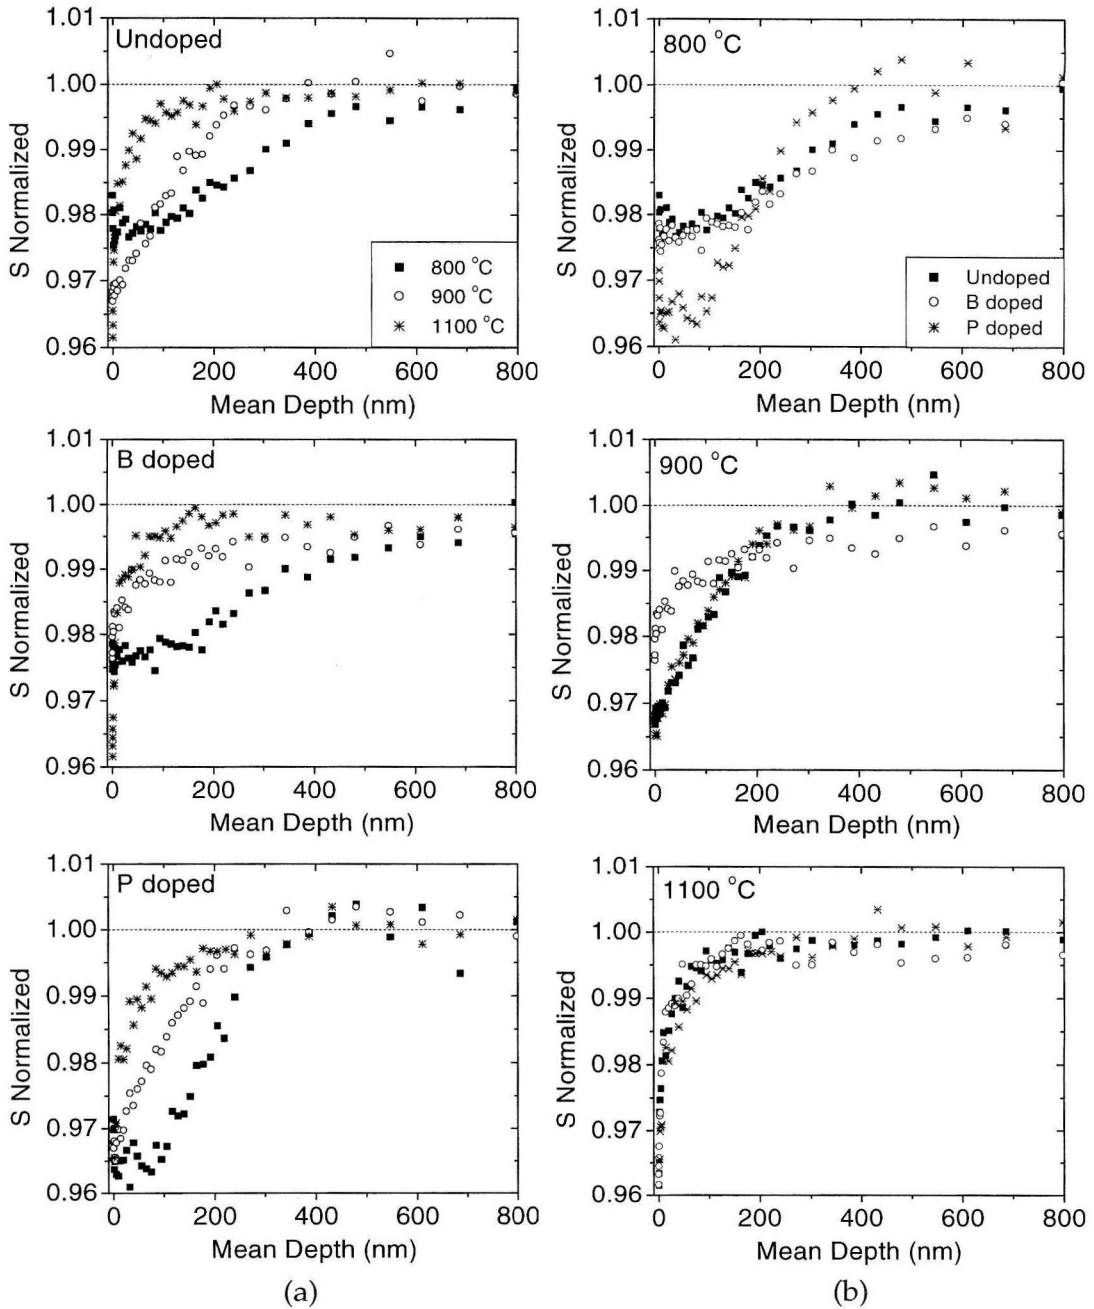 Undoped
1.01
1.00
0.99
0.98
0.97
0.96
S Normalized
800 °C
900 °C
1100 °C
0 200 400 600 800
Mean Depth (nm)
800 °C
1.01
1.00
0.99
0.98
0.97
0.96
S Normalized
Undoped
B doped
P doped
0 200 400 600 800
Mean Depth (nm)
B doped
1.01
1.00
0.99
0.98
0.97
0.96
S Normalized
0 200 400 600 800
Mean Depth (nm)
900 °C
1.01
1.00
0.99
0.98
0.97
0.96
S Normalized
0 200 400 600 800
Mean Depth (nm)
P doped
1.01
1.00
0.99
0.98
0.97
0.96
S Normalized
0 200 400 600 800
Mean Depth (nm)
1100 °C
1.01
1.00
0.99
0.98
0.97
0.96
S Normalized
0 200 400 600 800
Mean Depth (nm)
(a)
(b)